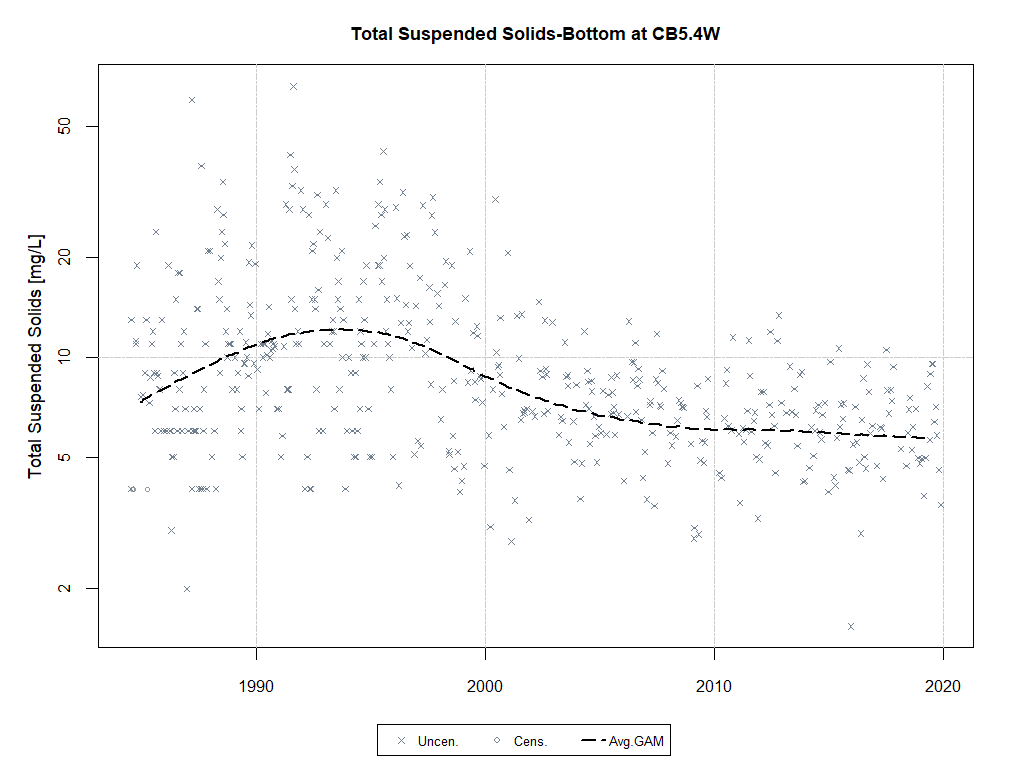 Total Suspended Solids-Bottom at CB5.4W
Total Suspended Solids [mg/L]
50
20
10
5
2
1990 2000 2010 2020
Uncen. Cens. Avg.GAM